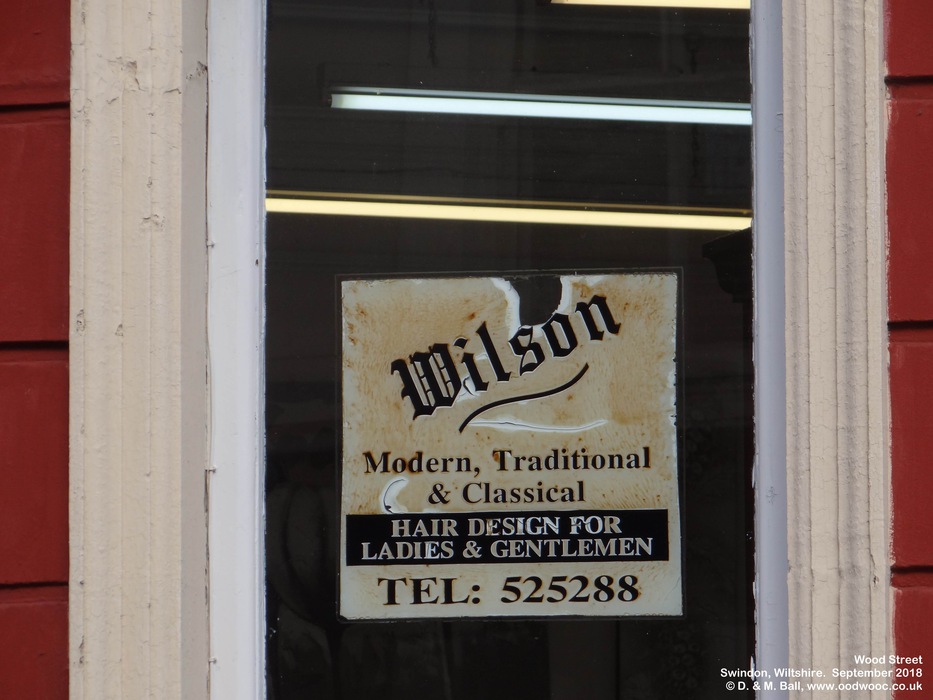 Wilson
Modern, Traditional
& Classical
HAIR DESIGN FOR
LADIES & GENTLEMEN
TEL: 525288
Wood Street
Swindon, Wiltshire. September 2018
© D. & M. Ball, www.oodwooc.co.uk